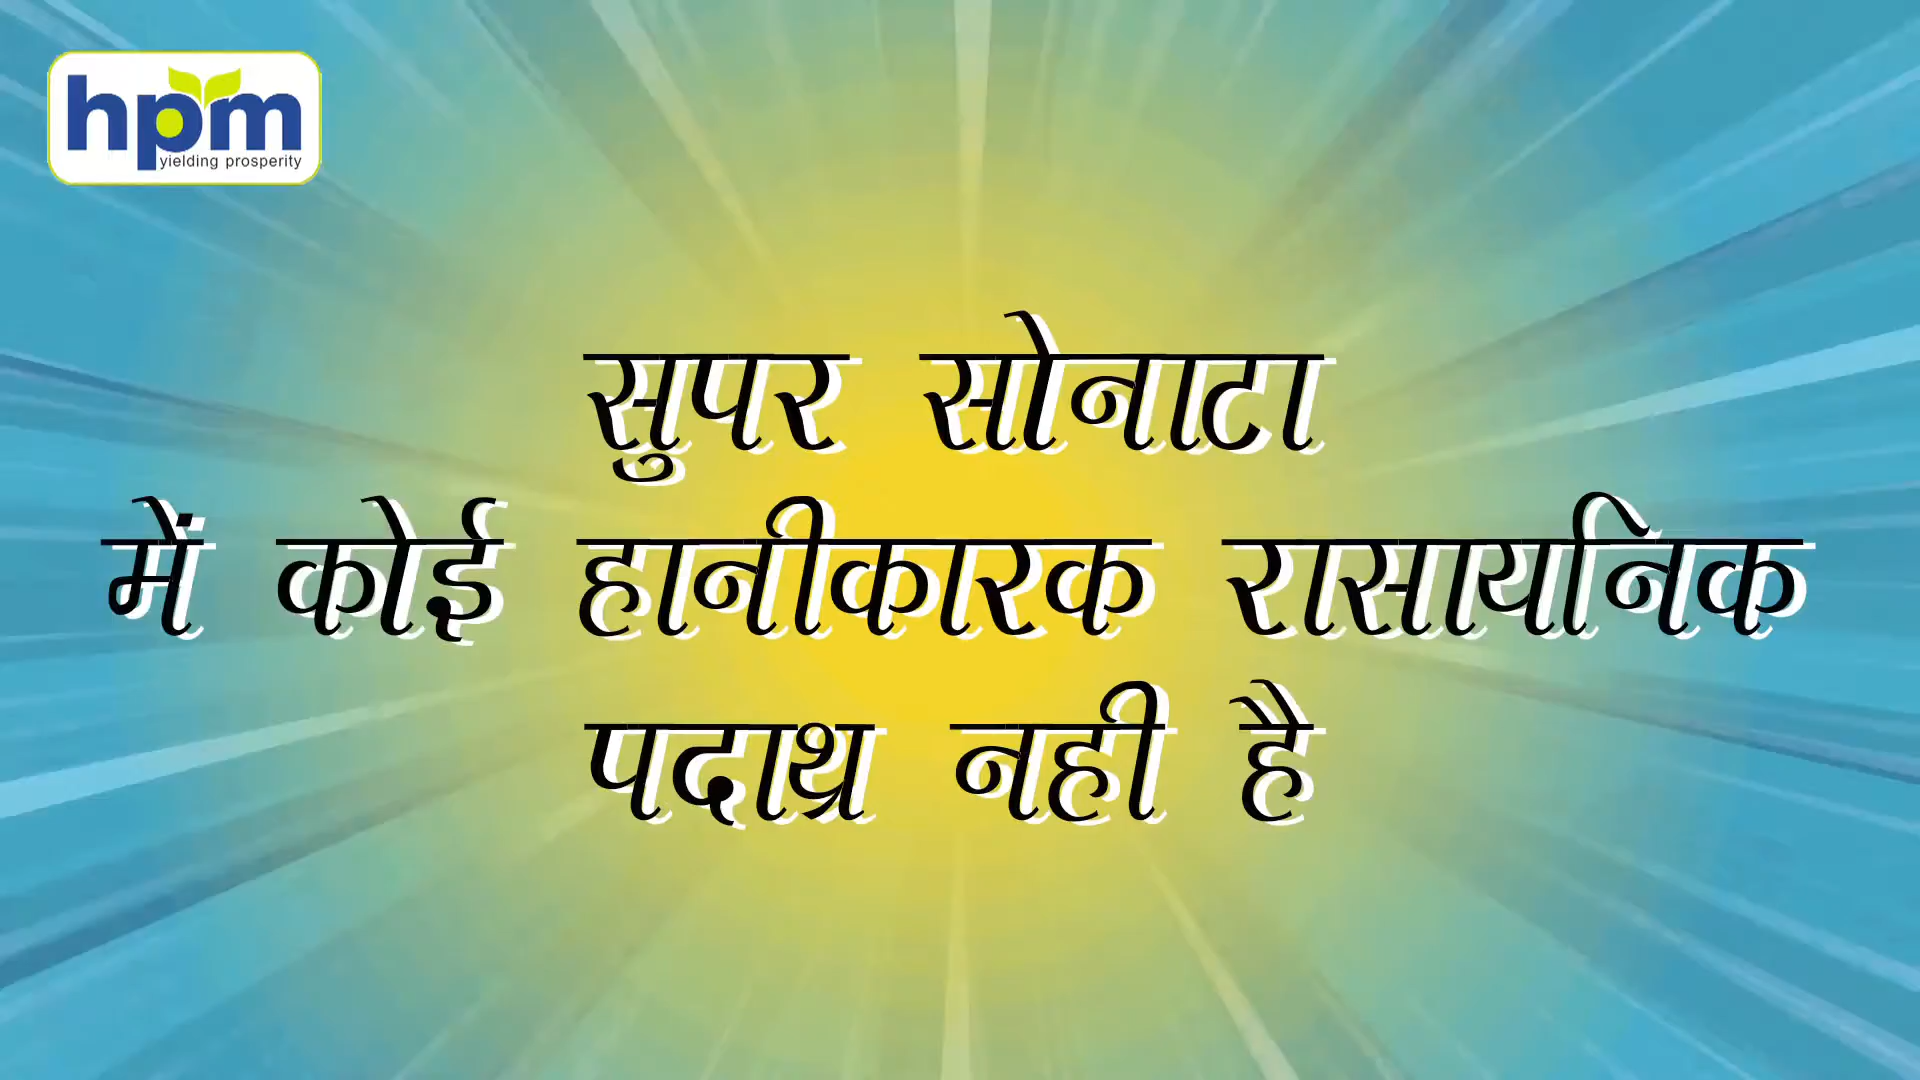 hpm
yielding prosperity
सुपर सोनाटा
में कोई हानीकारक रासायनिक
पदाथ्र नही है